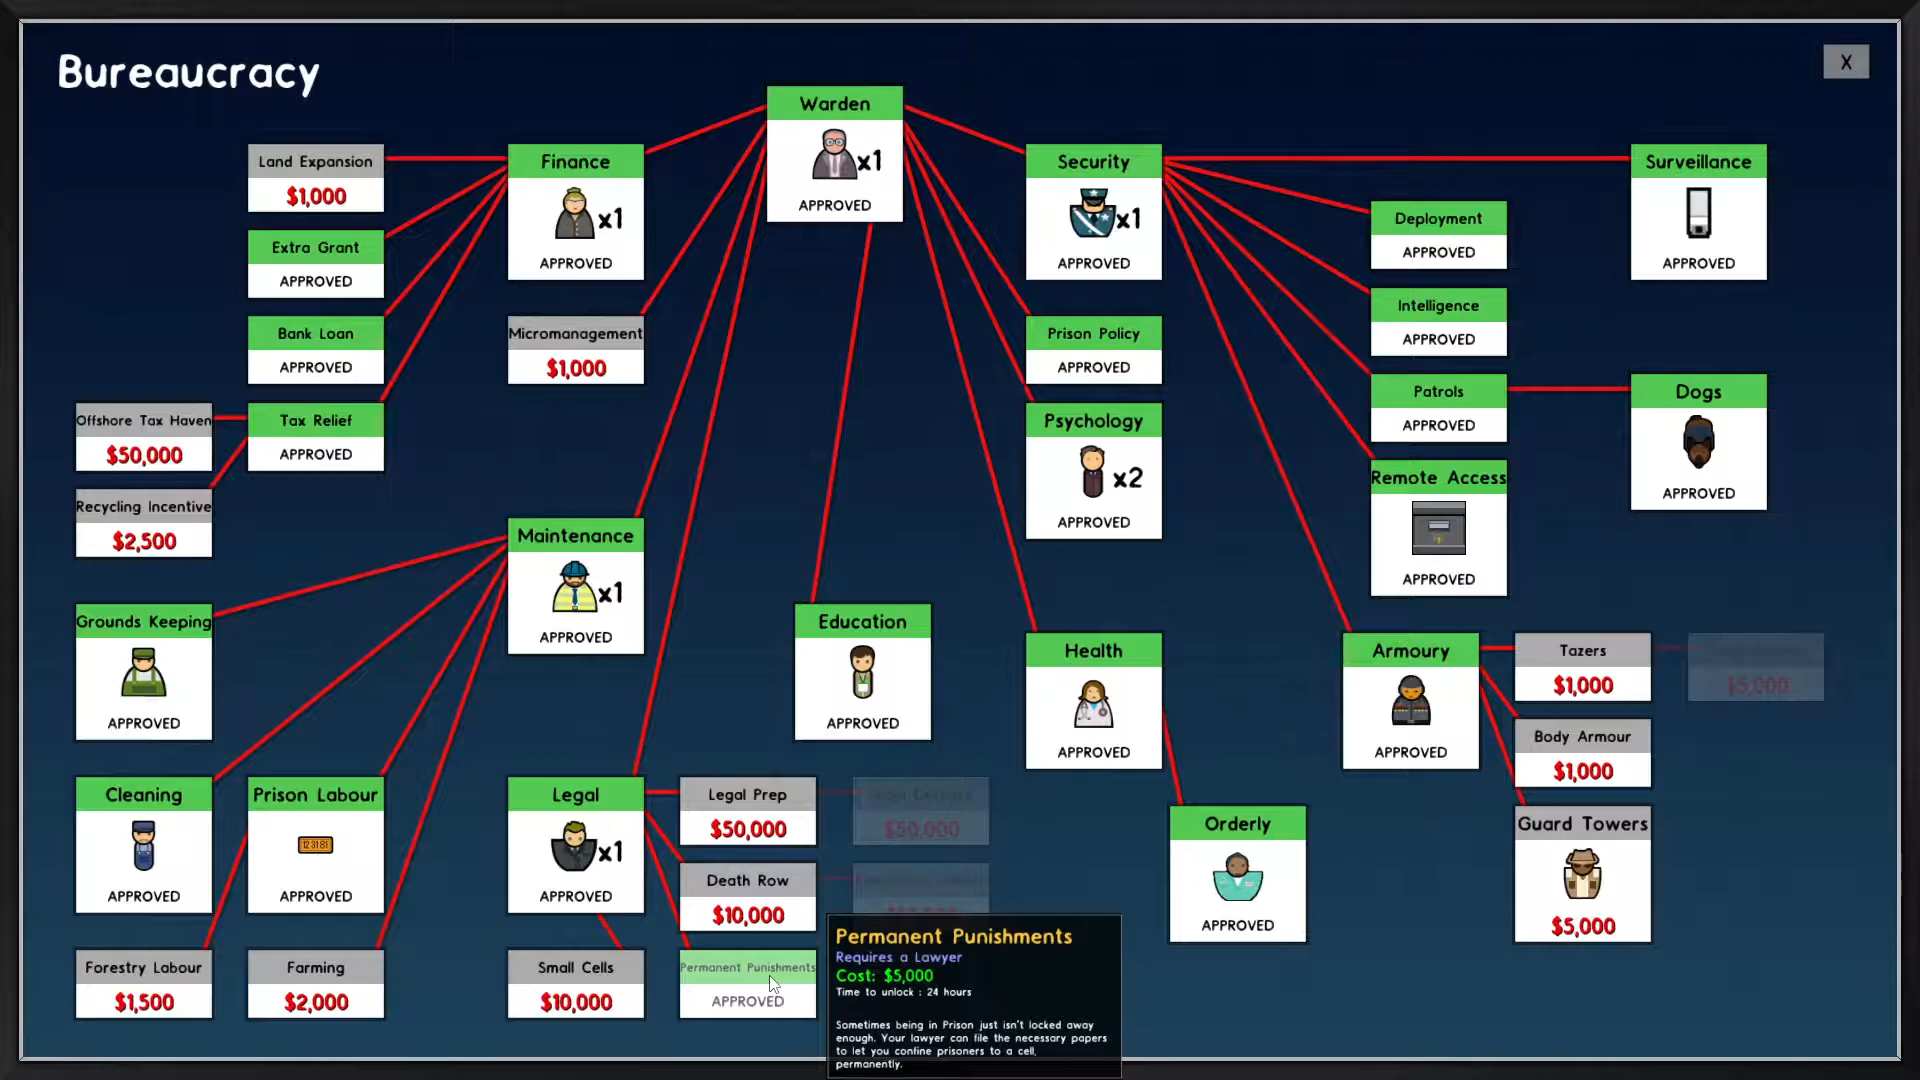 Bureaucracy
X
Warden
x1
APPROVED
Land Expansion
$1,000
Finance
x1
APPROVED
Security
x1
APPROVED
Surveillance
APPROVED
Extra Grant
APPROVED
Deployment
APPROVED
Bank Loan
APPROVED
Micromanagement
$1,000
Prison Policy
APPROVED
Intelligence
APPROVED
Offshore Tax Haven
$50,000
Tax Relief
APPROVED
Psychology
x2
APPROVED
Patrols
APPROVED
Dogs
APPROVED
Recycling Incentive
$2,500
Remote Access
APPROVED
Maintenance
x1
APPROVED
Grounds Keeping
APPROVED
Education
APPROVED
Health
APPROVED
Armoury
APPROVED
Tazers
$1,000
$5,000
Body Armour
$1,000
Cleaning
APPROVED
Prison Labour
123181
APPROVED
Legal
x1
APPROVED
Legal Prep
$50,000
$50,000
Death Row
$10,000
Orderly
APPROVED
Guard Towers
$5,000
Forestry Labour
$1,500
Farming
$2,000
Small Cells
$10,000
Permanent Punishments
APPROVED
Permanent Punishments
Requires a Lawyer
Cost: $5,000
Time to unlock : 24 hours
Sometimes being in Prison just isn't locked away
enough. Your lawyer can file the necessary papers
to let you confine prisoners to a cell,
permanently.